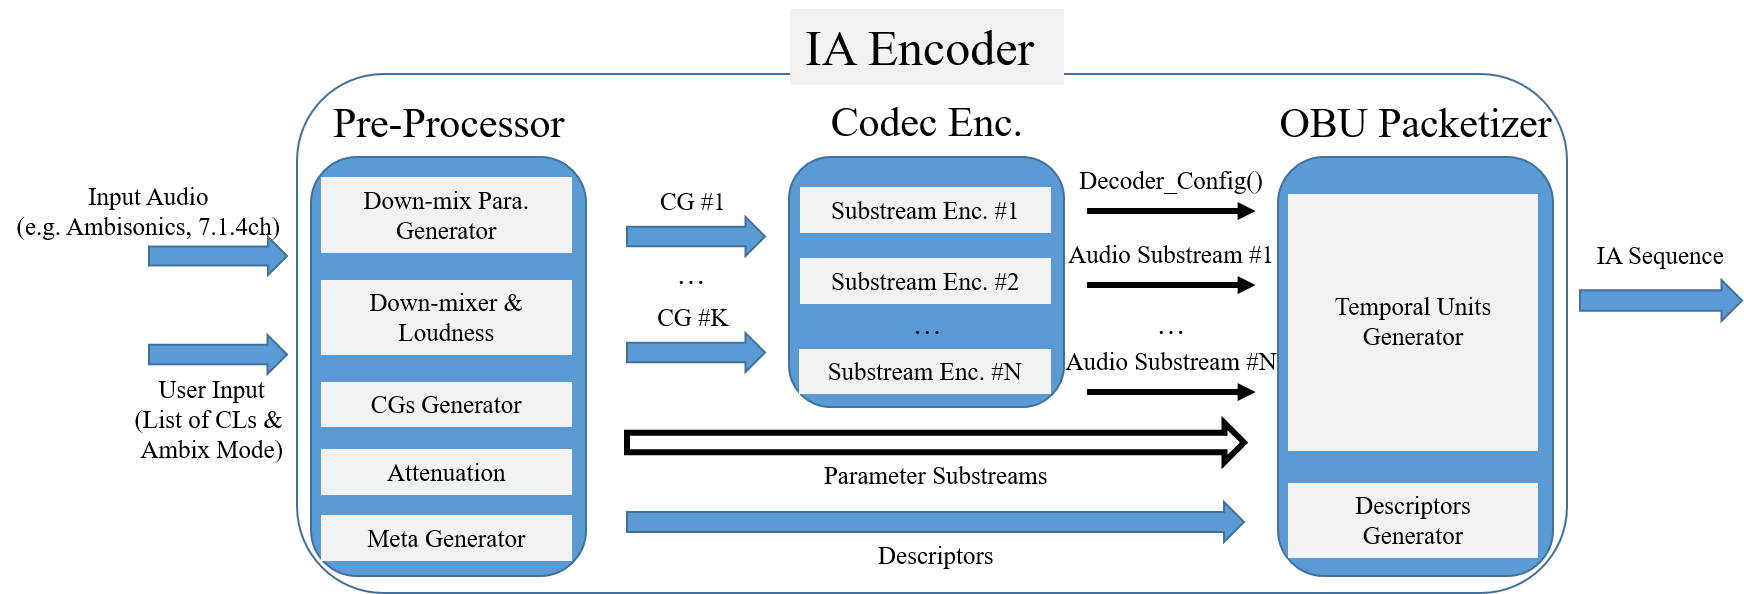 IA Encoder
Pre-Processor
Codec Enc.
OBU Packetizer
Input Audio
(e.g. Ambisonics, 7.1.4ch)
User Input
(List of CLs &
Ambix Mode)
Down-mix Para.
Generator
Down-mixer &
Loudness
CGs Generator
Attenuation
Meta Generator
CG #1
…
CG #K
Substream Enc. #1
Substream Enc. #2
…
Substream Enc. #N
Decoder_Config()
Audio Substream #1
…
Audio Substream #N
Parameter Substreams
Descriptors
Temporal Units
Generator
Descriptors
Generator
IA Sequence